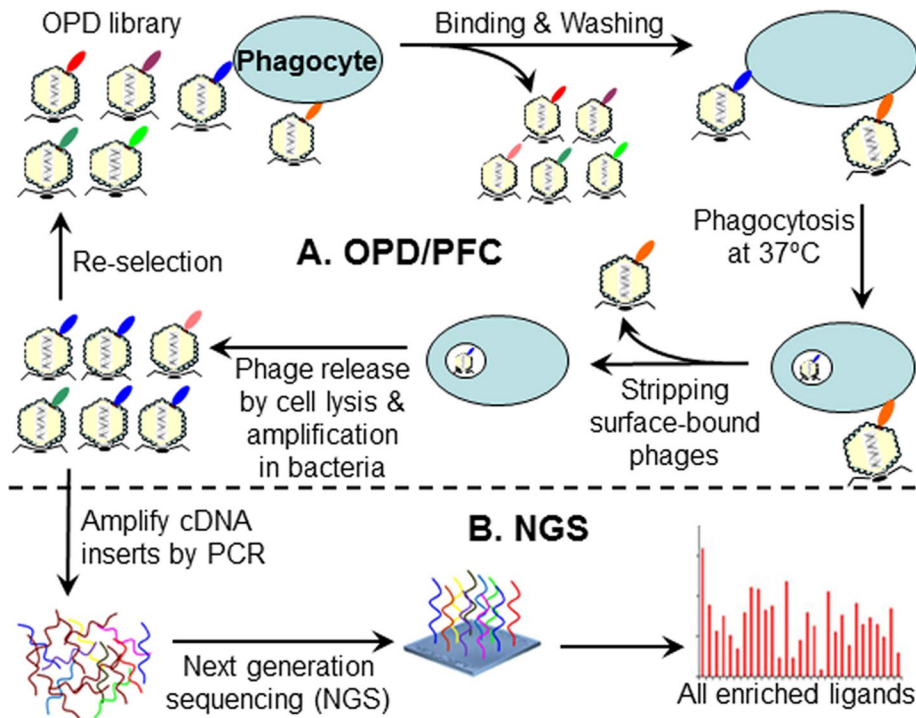 OPD library
Phagocyte
Binding & Washing
Phagocytosis
at 37ºC
A. OPD/PFC
Re-selection
Stripping
surface-bound
phages
Phage release
by cell lysis &
amplification
in bacteria
Amplify cDNA
inserts by PCR
B. NGS
Next generation
sequencing (NGS)
All enriched ligands